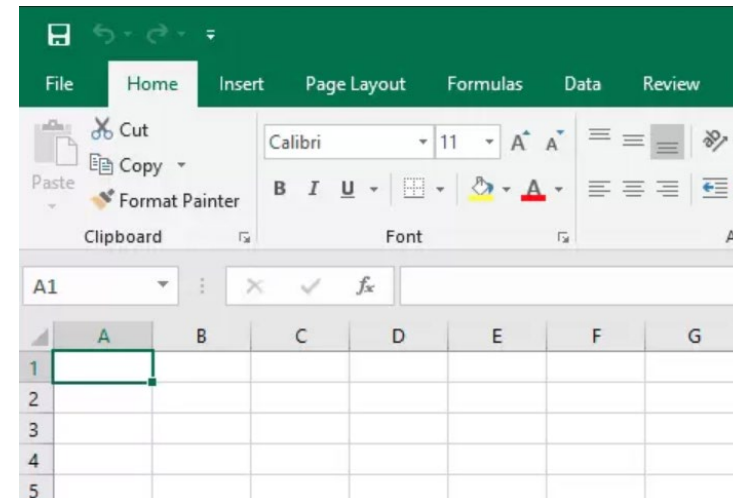 File Home Insert Page Layout Formulas Data Review
Cut
Calibri 11 A A
Copy
Paste
B I U A
Format Painter
Clipboard Font
A1 fx
A B C D E F G
1
2
3
4
5